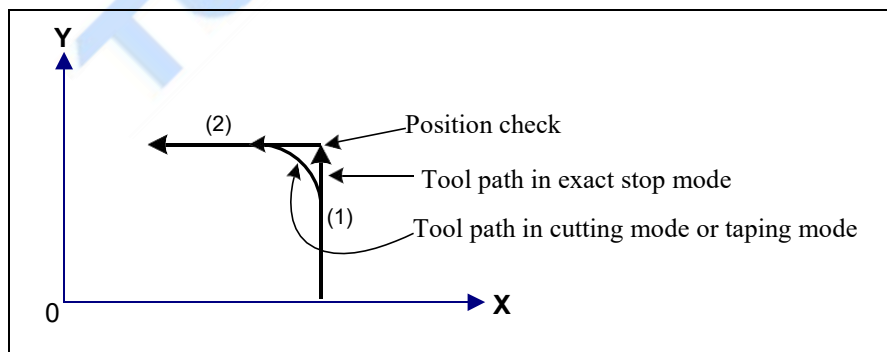 Y
(2)
Position check
Tool path in exact stop mode
(1)
Tool path in cutting mode or taping mode
X
0